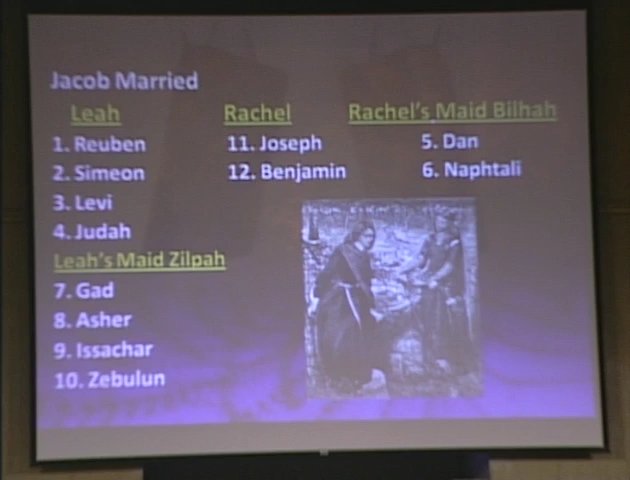 Jacob Married
Leah
1. Reuben
2. Simeon
3. Levi
4. Judah
Leah's Maid Zilpah
7. Gad
8. Asher
9. Issachar
10. Zebulun
Rachel
11. Joseph
12. Benjamin
Rachel's Maid Bilhah
5. Dan
6. Naphtali